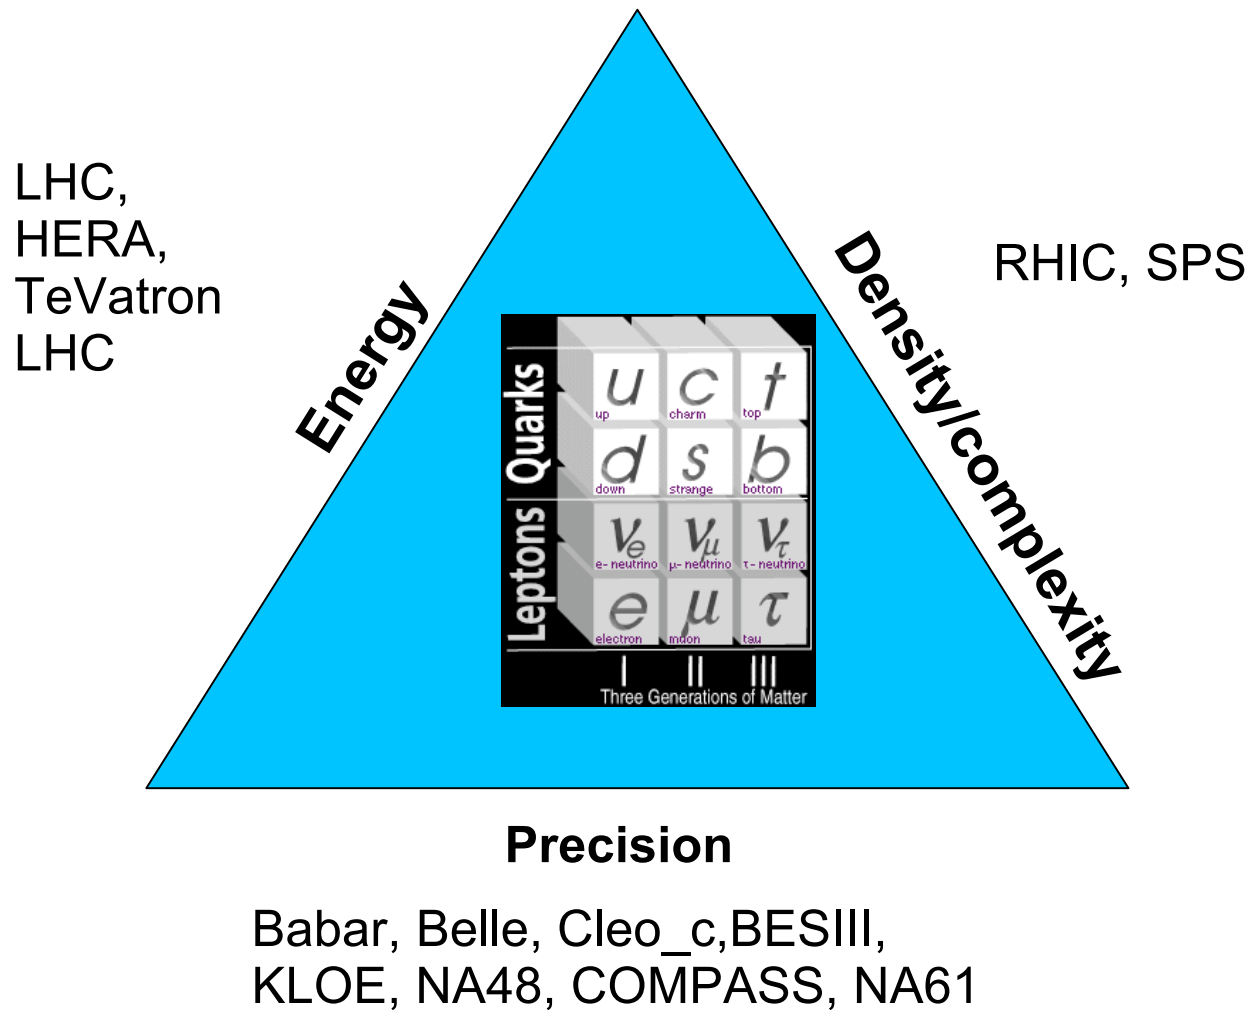 LHC,
HERA,
TeVatron
LHC
Energy
Density/complexity
RHIC, SPS
Quarks
u c t
up charm top
d s b
down strange bottom
Leptons
νe νμ ντ
e- neutrino μ- neutrino τ- neutrino
e μ τ
electron muon tau
I II III
Three Generations of Matter
Precision
Babar, Belle, Cleo_c,BESIII,
KLOE, NA48, COMPASS, NA61